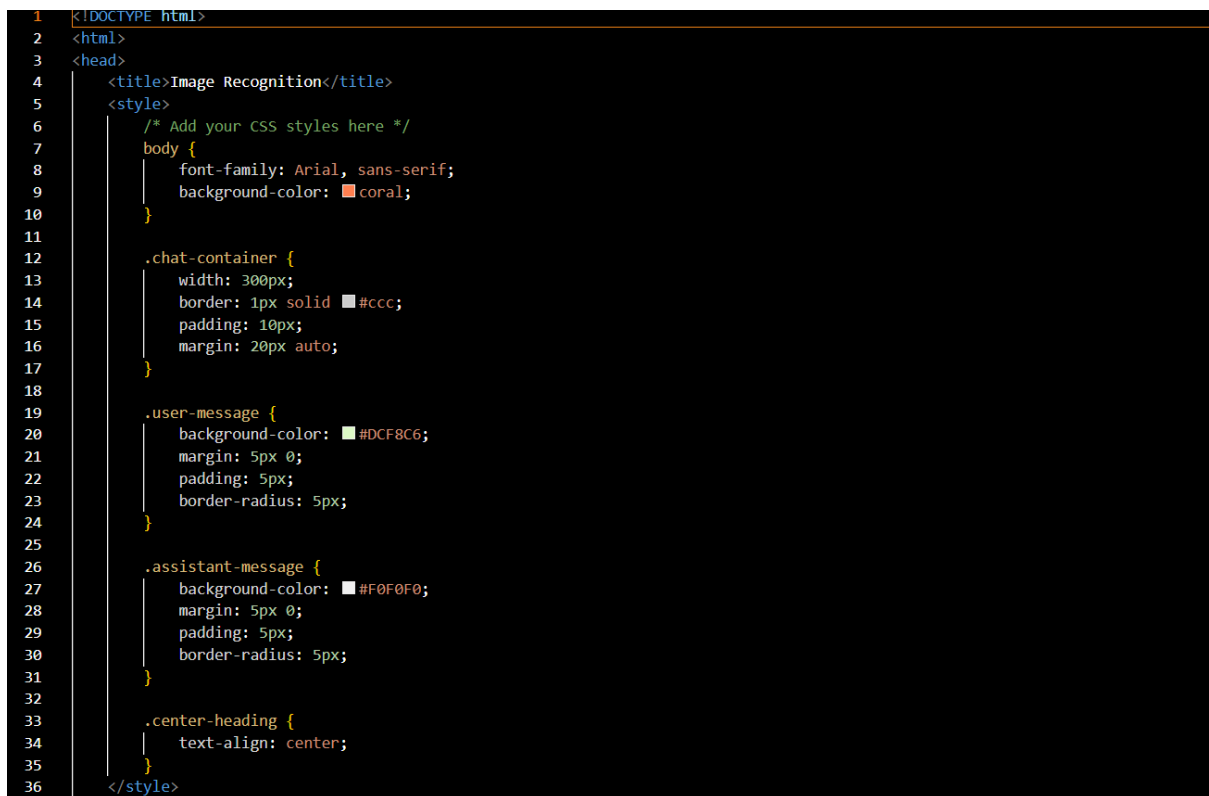 1 <!DOCTYPE html>
2 <html>
3 <head>
4 <title>Image Recognition</title>
5 <style>
6 /* Add your CSS styles here */
7 body {
8 font-family: Arial, sans-serif;
9 background-color: coral;
10 }
11
12 .chat-container {
13 width: 300px;
14 border: 1px solid #ccc;
15 padding: 10px;
16 margin: 20px auto;
17 }
18
19 .user-message {
20 background-color: #DCF8C6;
21 margin: 5px 0;
22 padding: 5px;
23 border-radius: 5px;
24 }
25
26 .assistant-message {
27 background-color: #F0F0F0;
28 margin: 5px 0;
29 padding: 5px;
30 border-radius: 5px;
31 }
32
33 .center-heading {
34 text-align: center;
35 }
36 </style>